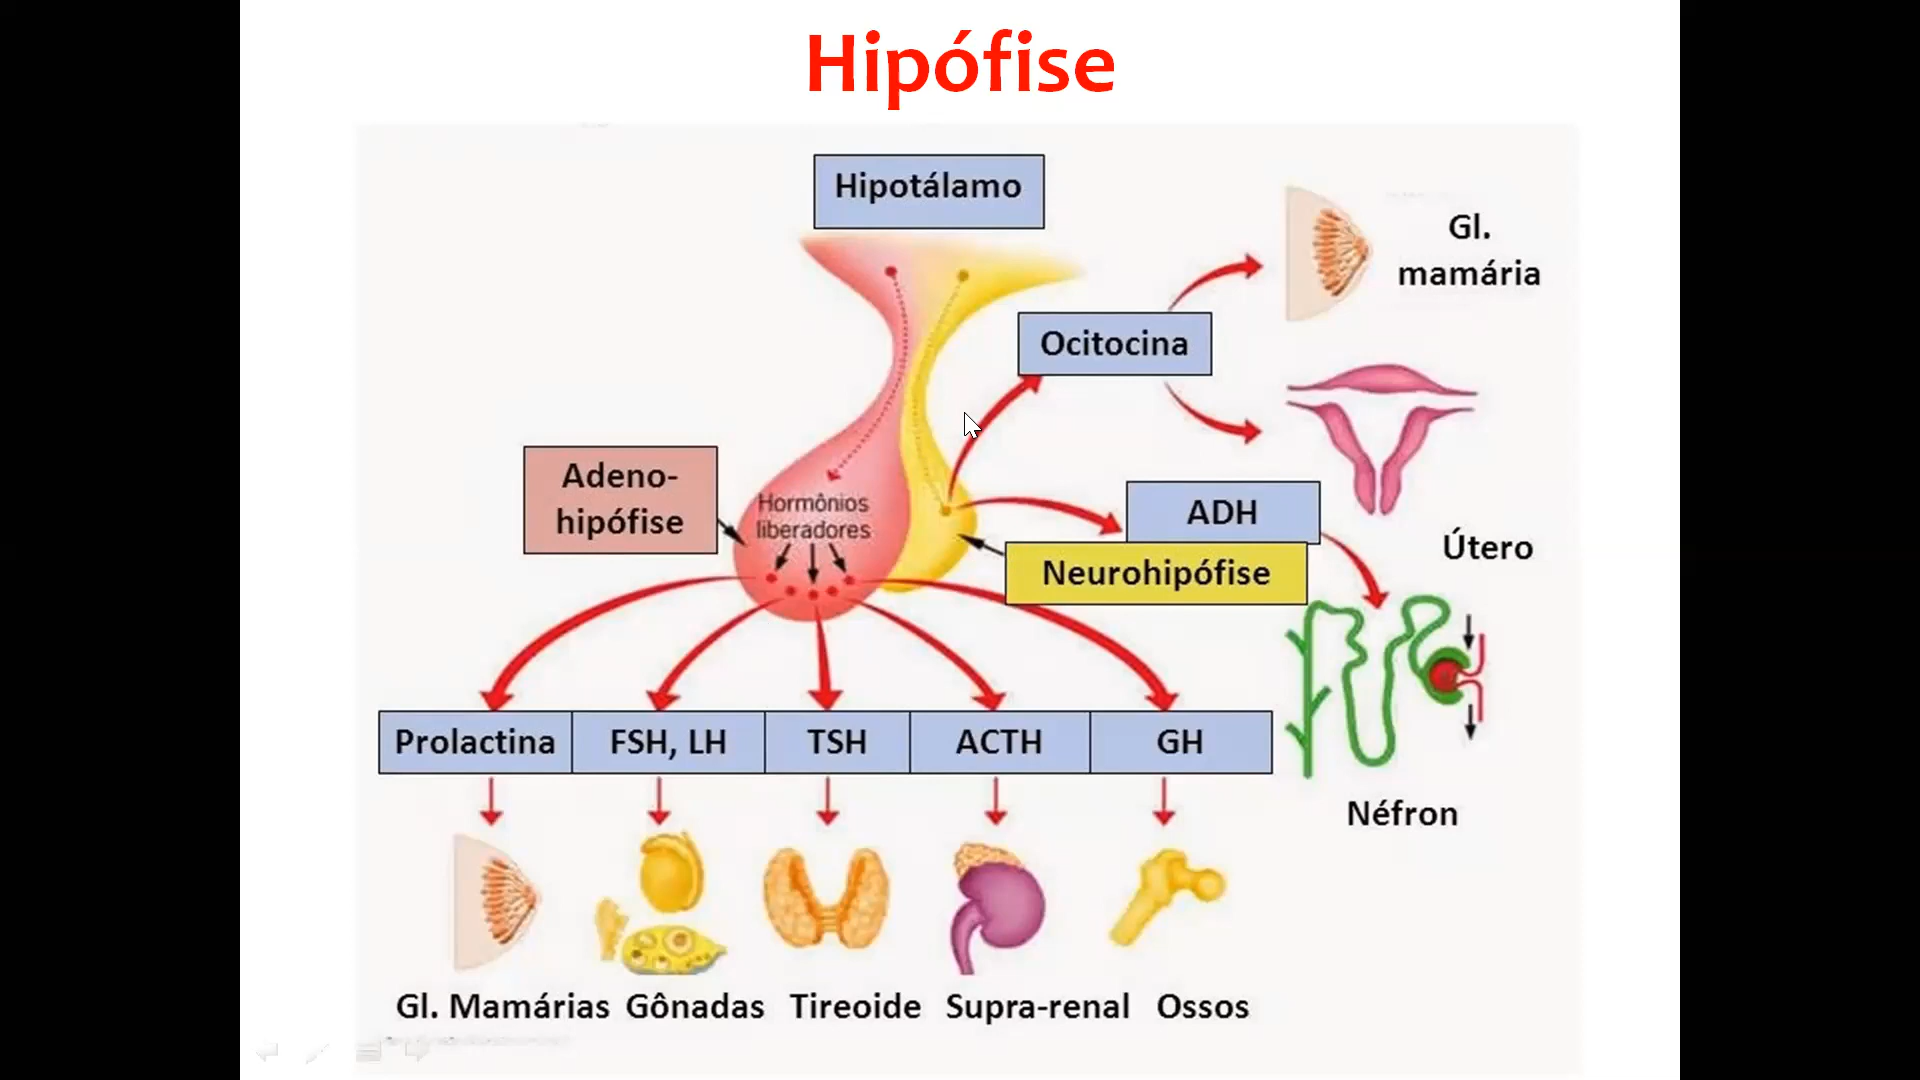 Hipófise
Hipotálamo
Gl.
mamária
Ocitocina
Adeno-
hipófise
Hormônios
liberadores
ADH
Neurohipófise
Útero
Prolactina
FSH, LH
TSH
ACTH
GH
Néfron
Gl. Mamárias
Gônadas
Tireoide
Supra-renal
Ossos